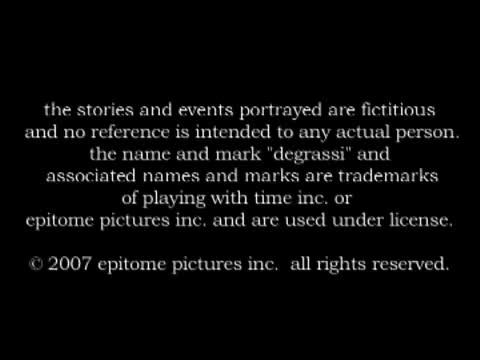 the stories and events portrayed are fictitious
and no reference is intended to any actual person.
the name and mark "degrassi" and
associated names and marks are trademarks
of playing with time inc. or
epitome pictures inc. and are used under license.
© 2007 epitome pictures inc.  all rights reserved.